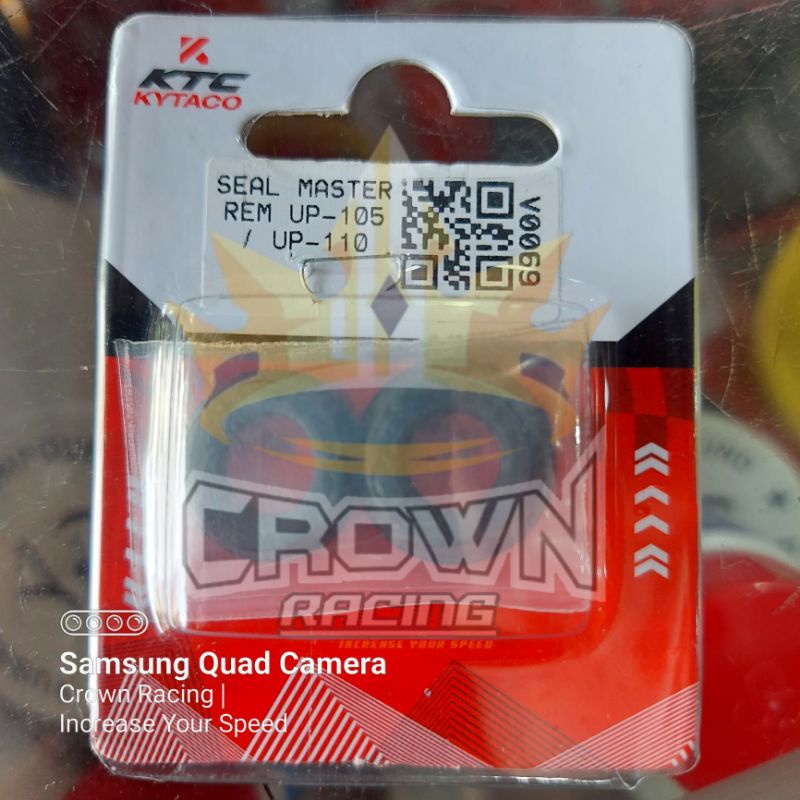 KTC
KYTACO
SEAL MASTER
REM UP-105
/ UP-110
V0069
CROWN
RACING
INCREASE YOUR SPEED
Samsung Quad Camera
Crown Racing |
Increase Your Speed